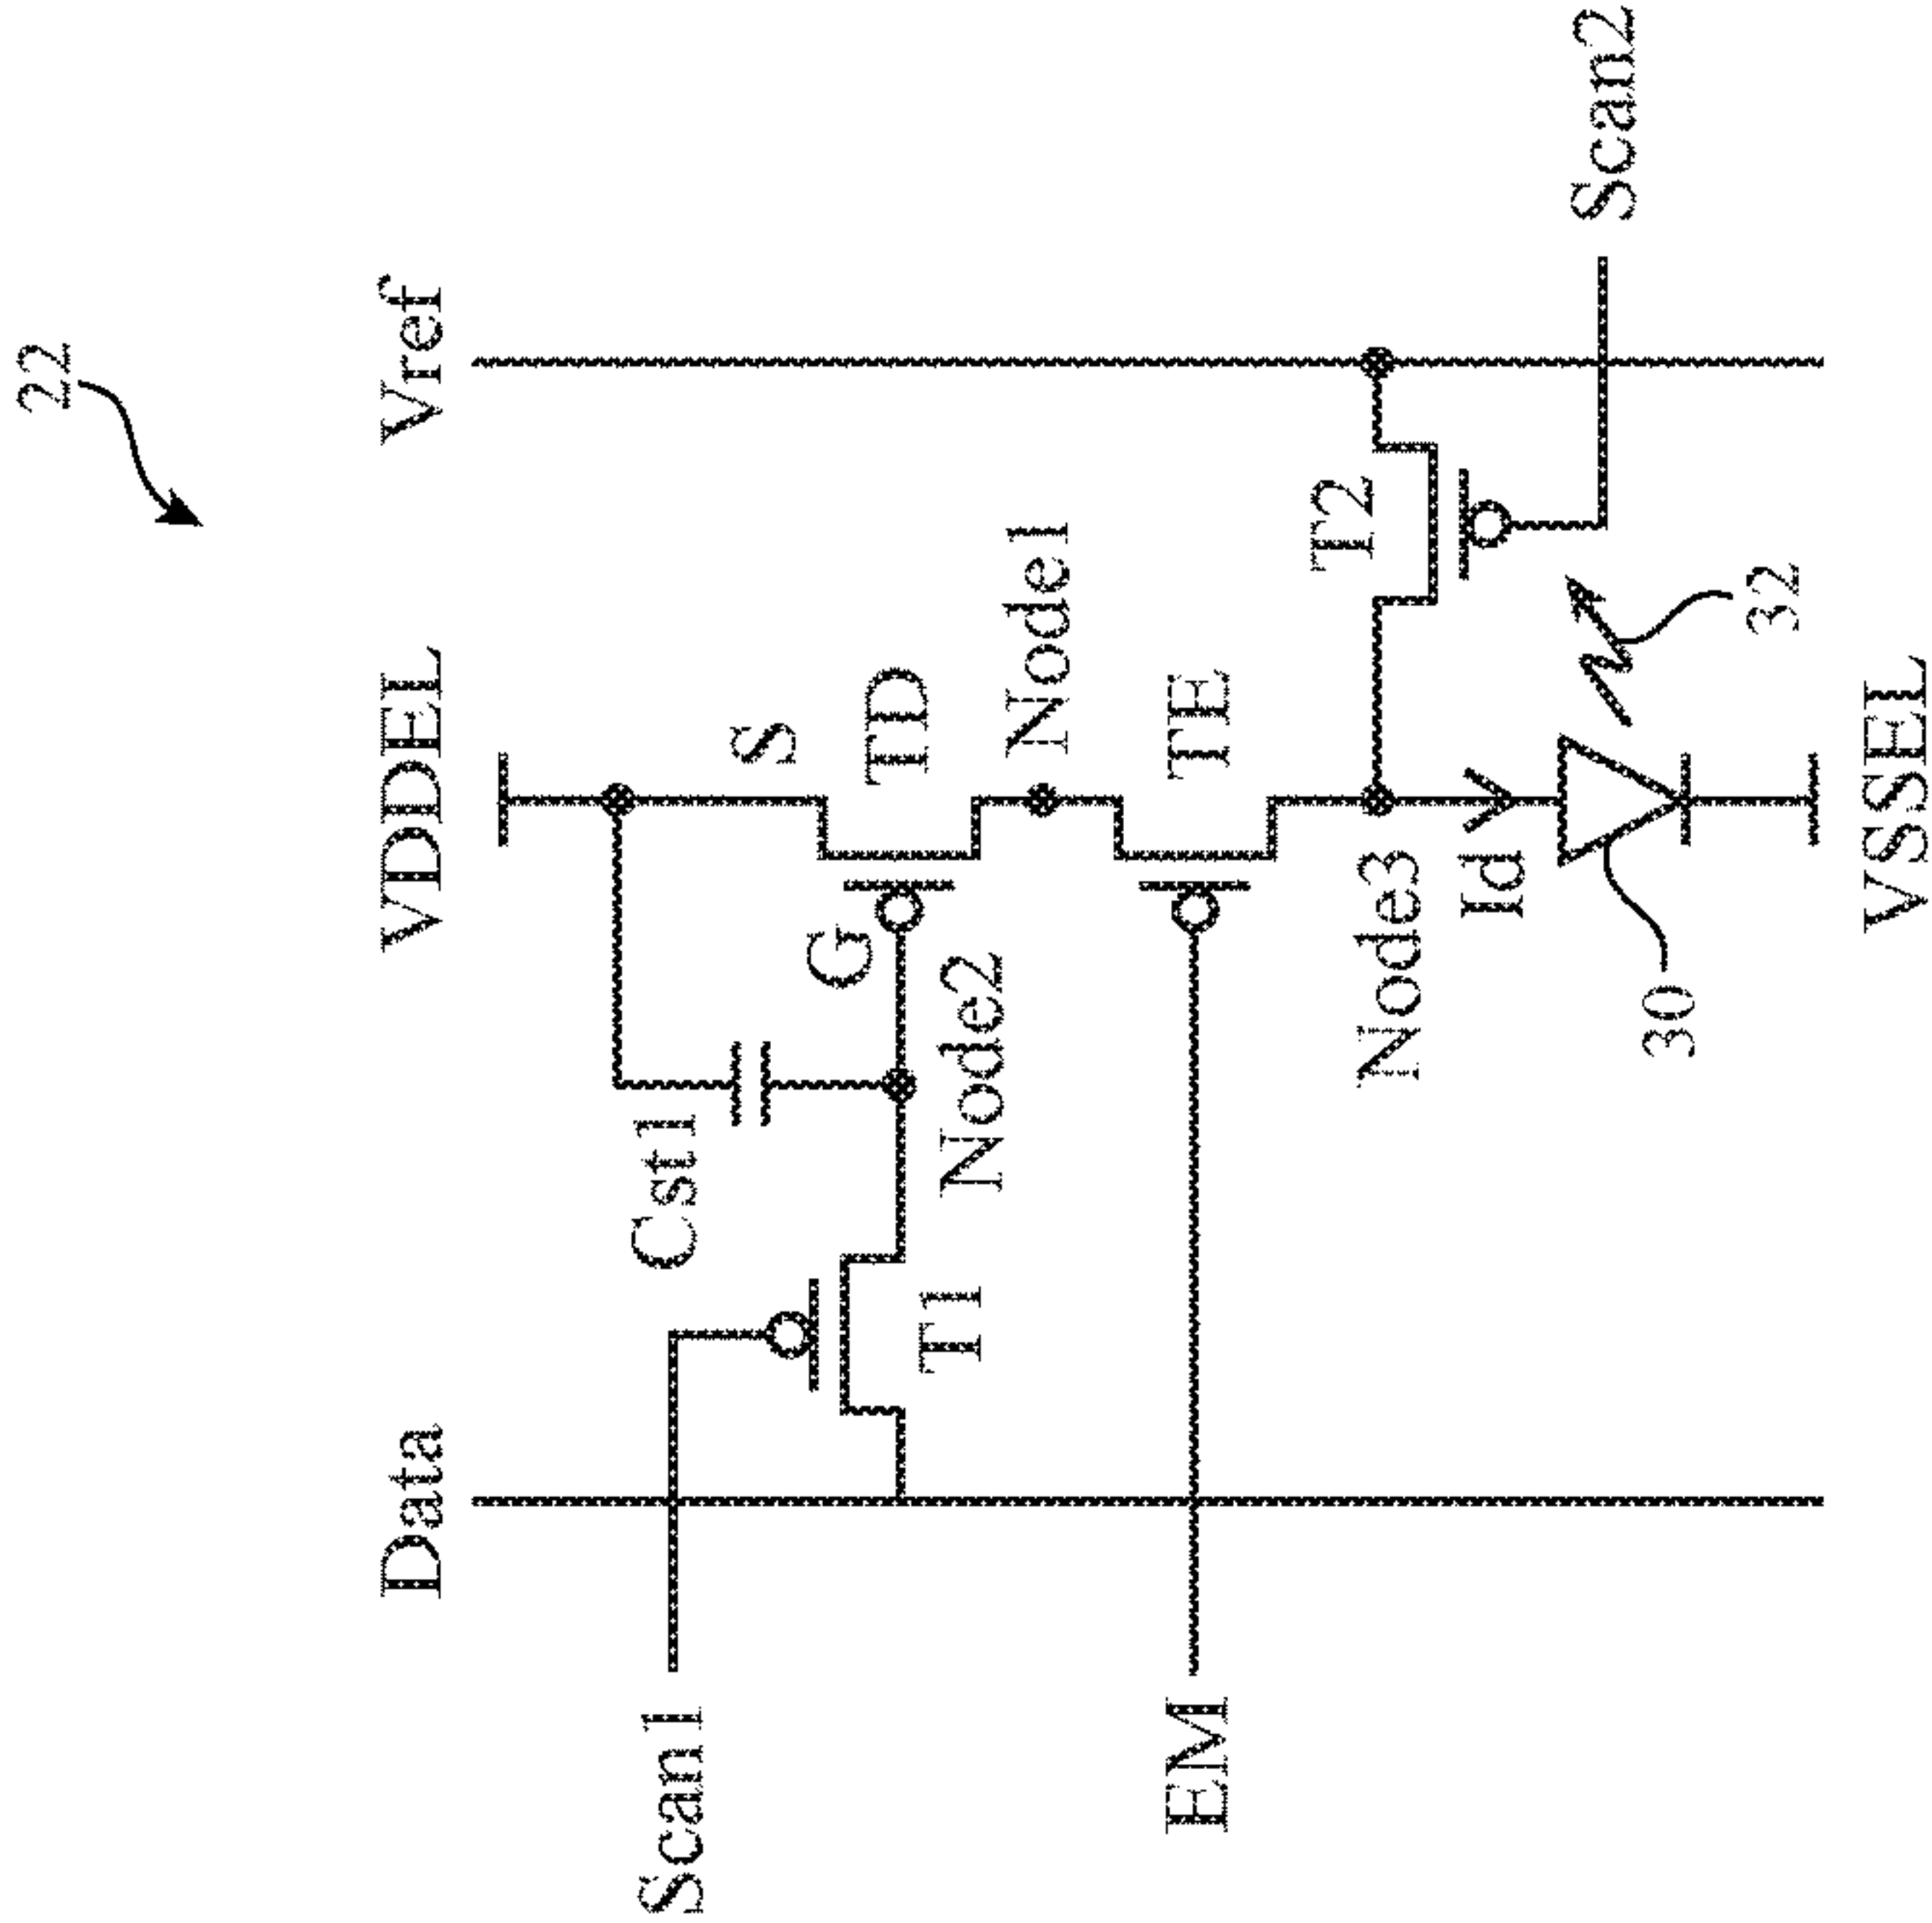 22
Data
VDDEL
Vref
Scan1
Cst1
S
G
TD
T1
Node2
Node1
EM
TE
T2
Node3
Id
Scan2
30
32
VSSEL